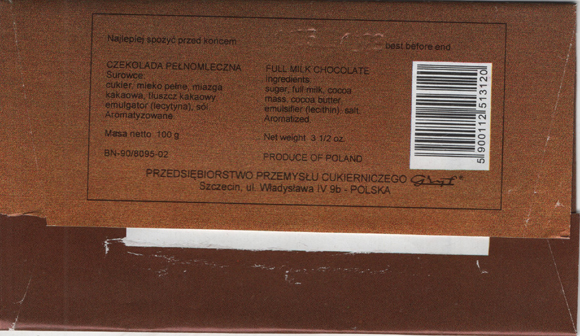 Najlepiej spożyć przed końcem
best before end
CZEKOLADA PEŁNOMLECZNA
Surowce:
cukier, mleko pełne, miazga
kakaowa, tłuszcz kakaowy
emulgator (lecytyna), sól
Aromatyzowane.
Masa netto: 100 g
BN-90/8095-02
FULL MILK CHOCOLATE
Ingredients:
sugar, full milk, cocoa
mass, cocoa butter
emulsifier (lecithin), salt.
Aromatized
Net weight 3 1/2 oz.
PRODUCE OF POLAND
5 900112 513120
PRZEDSIĘBIORSTWO PRZEMYSŁU CUKIERNICZEGO
Szczecin, ul. Władysława IV 9b - POLSKA